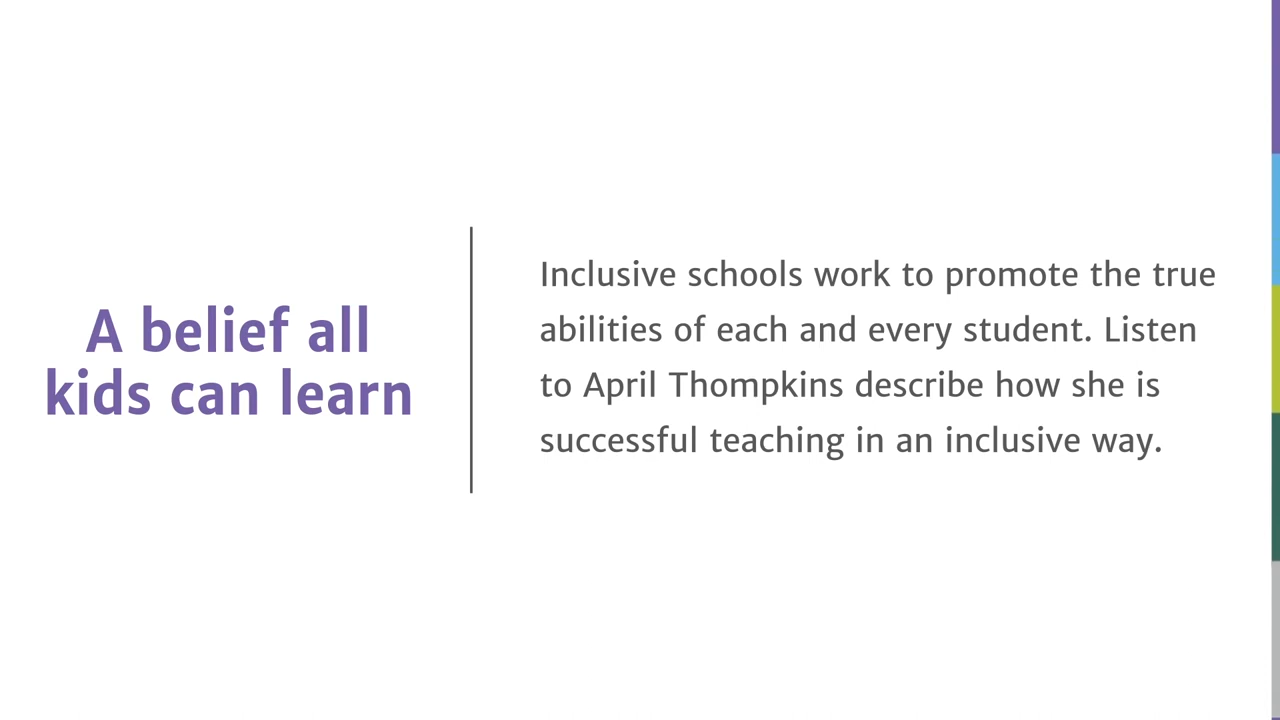 A belief all
kids can learn
Inclusive schools work to promote the true
abilities of each and every student. Listen
to April Thompkins describe how she is
successful teaching in an inclusive way.